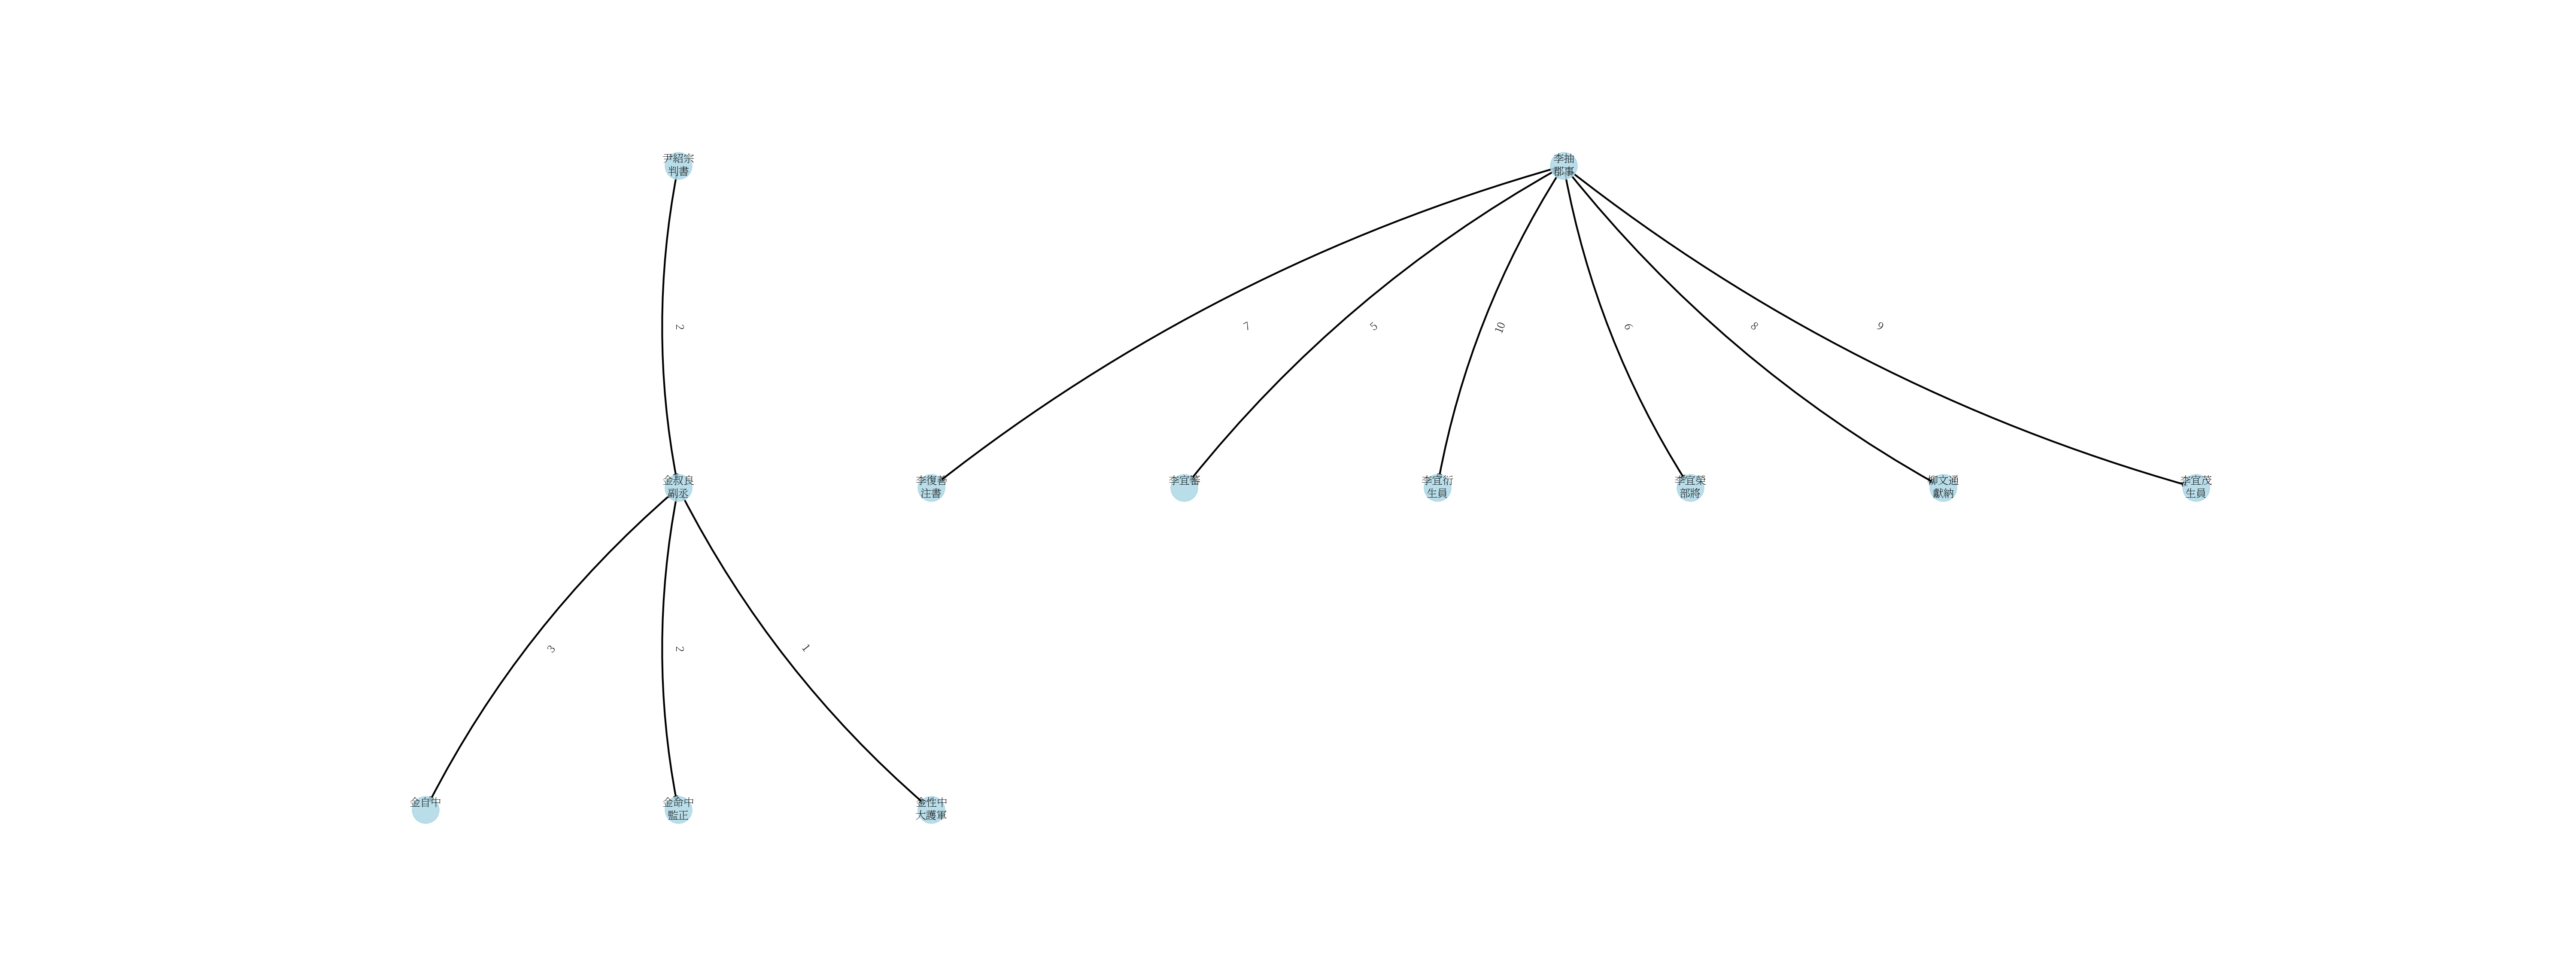 尹紹宗
判書
李抽
郡事
2
7
5
10
6
8
9
金叔良
副丞
李復善
注書
李宜蕃
李宜衍
生員
李宜榮
部將
柳文通
獻納
李宜茂
生員
3
2
1
金自中
金命中
監正
金性中
大護軍